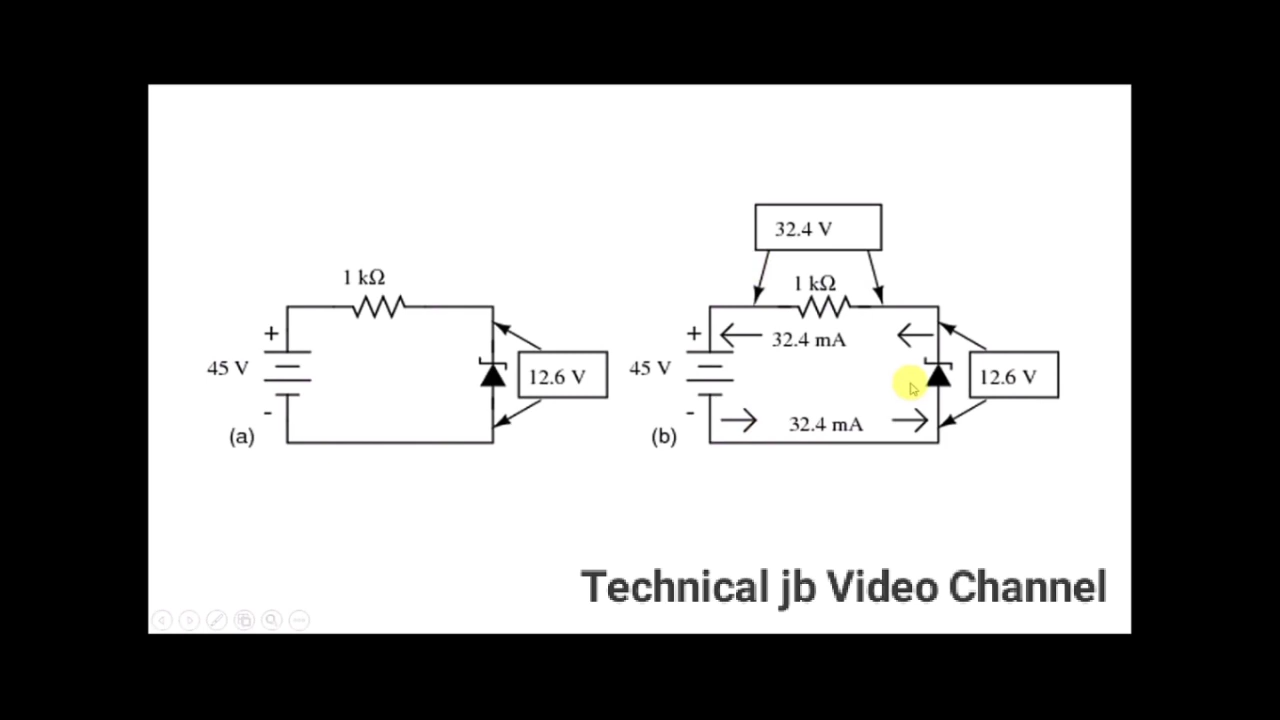 1 kΩ
+
45 V
-
12.6 V
(a)
32.4 V
1 kΩ
+
32.4 mA
45 V
-
12.6 V
32.4 mA
(b)
Technical jb Video Channel